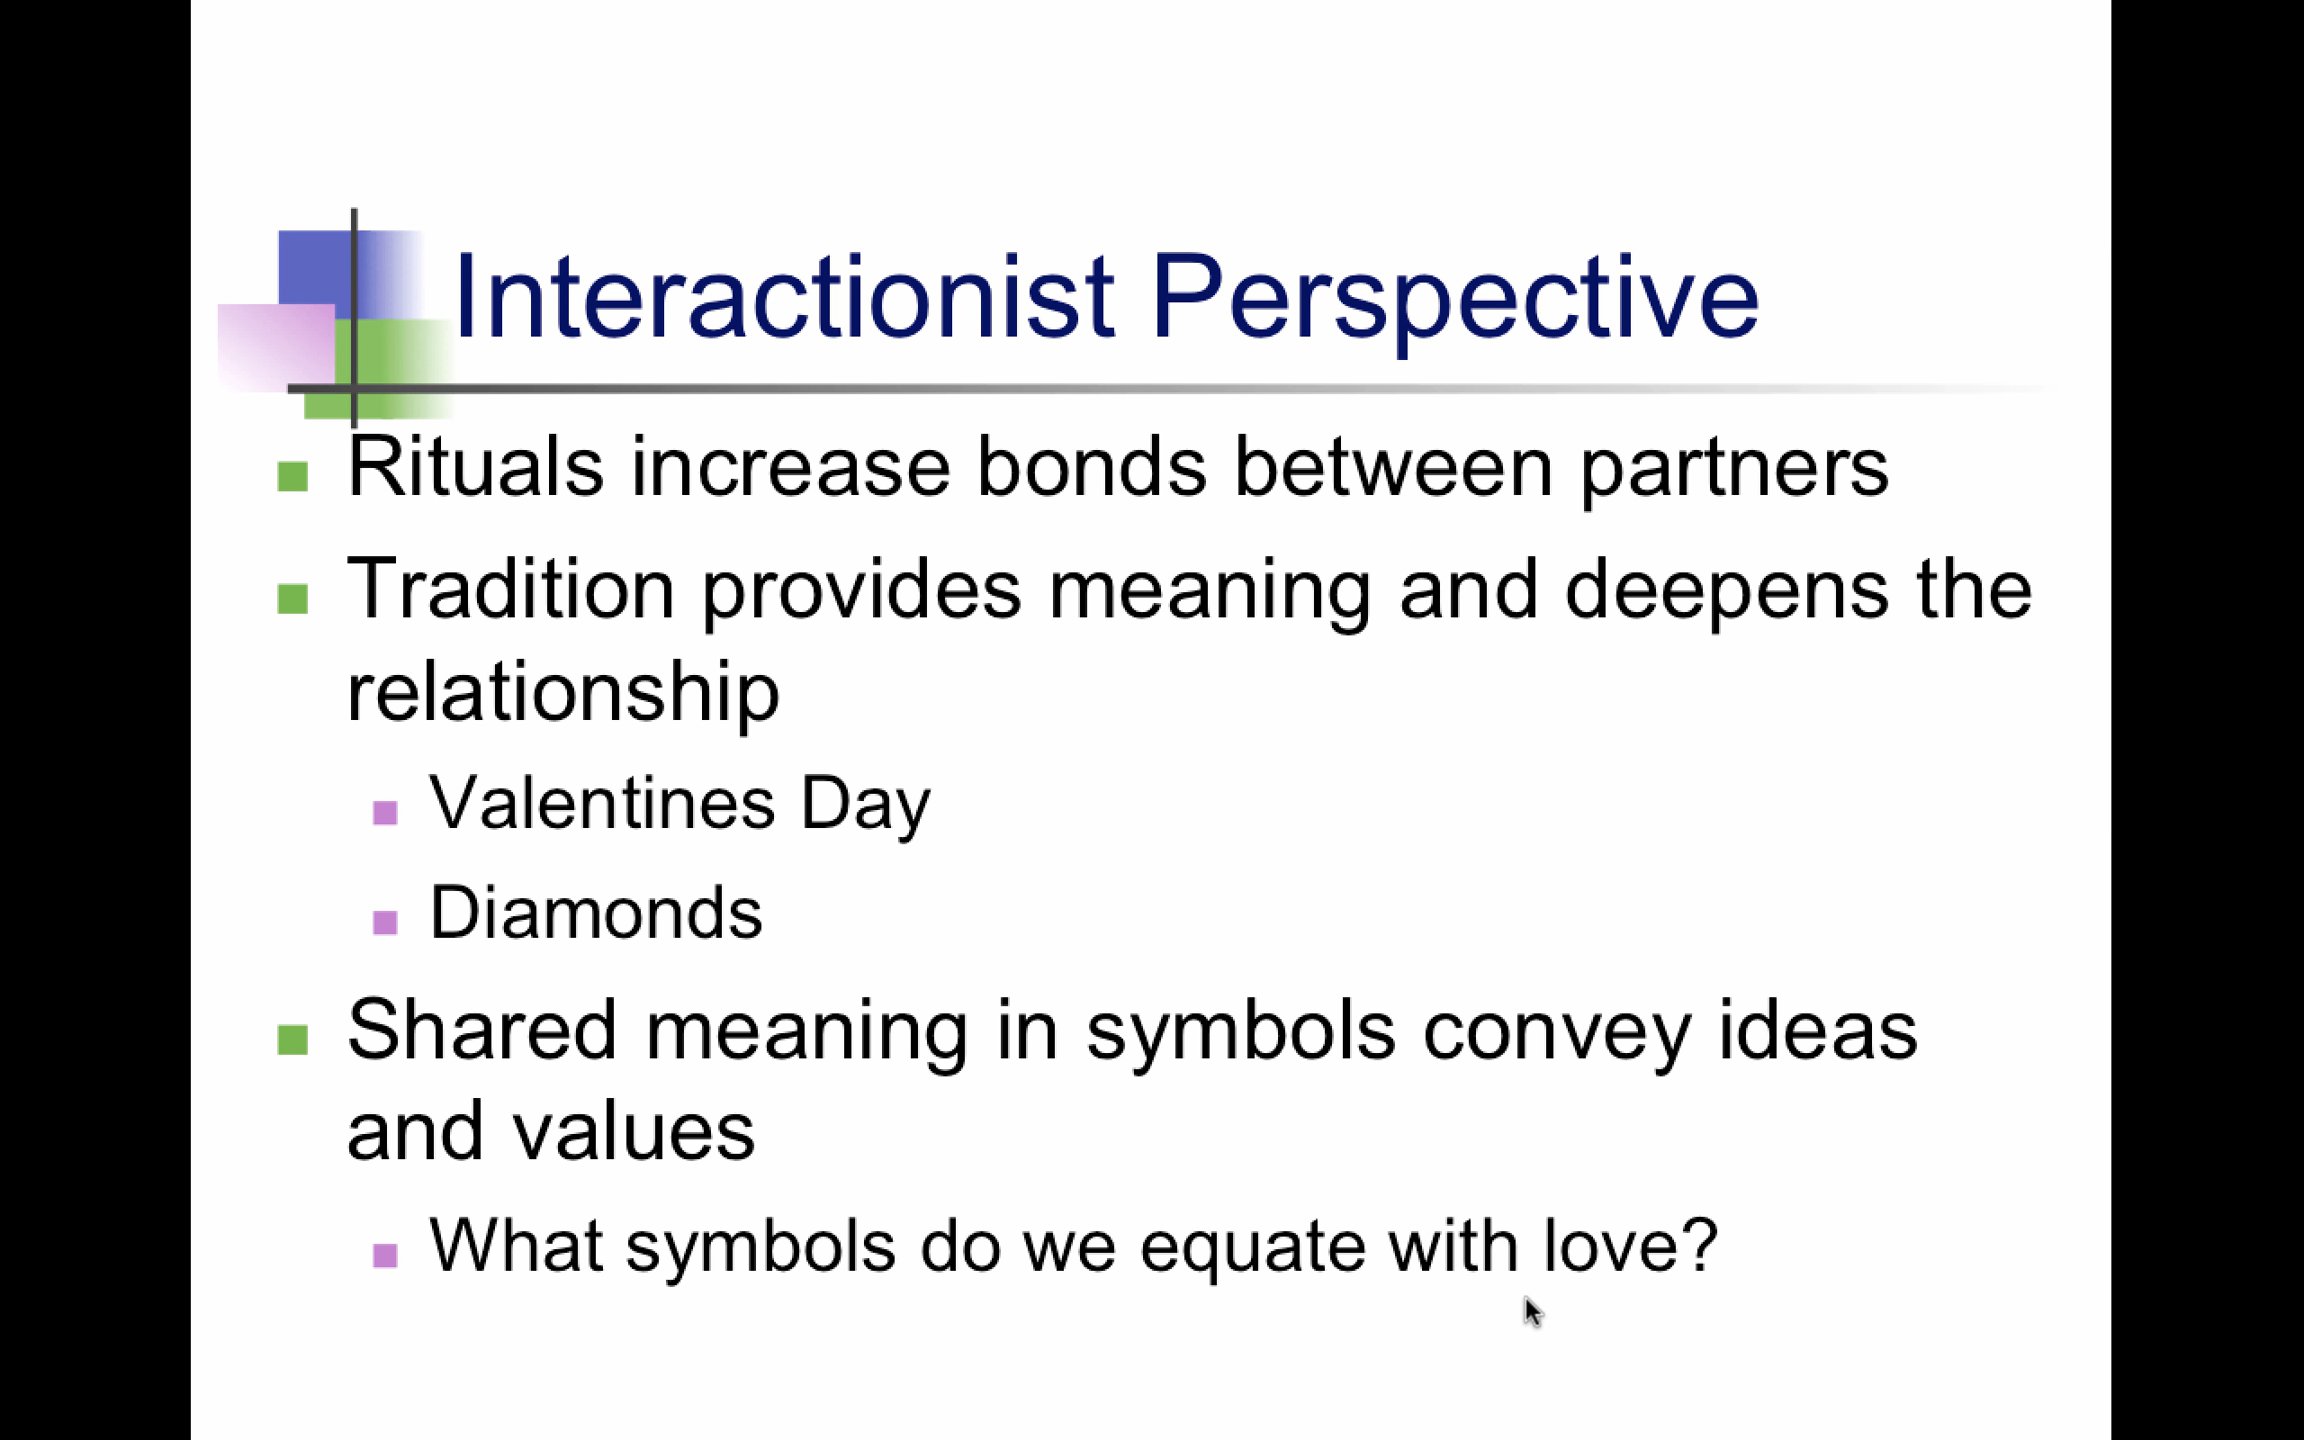 Interactionist Perspective
Rituals increase bonds between partners
Tradition provides meaning and deepens the
relationship
Valentines Day
Diamonds
Shared meaning in symbols convey ideas
and values
What symbols do we equate with love?